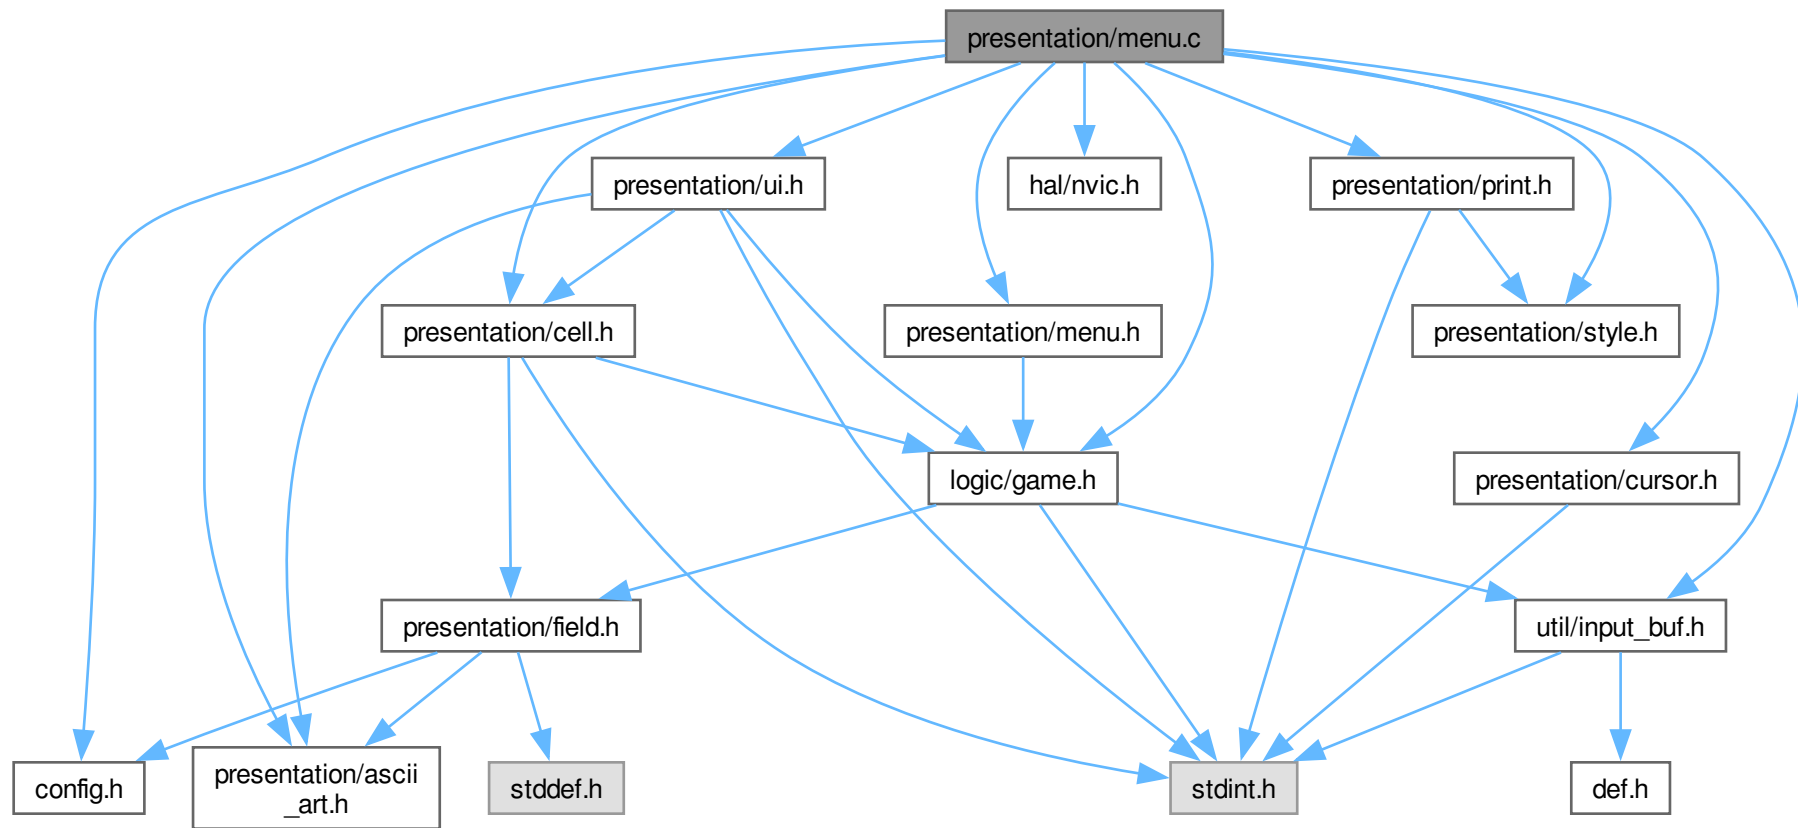 presentation/menu.c
presentation/ui.h
hal/nvic.h
presentation/print.h
presentation/cell.h
presentation/menu.h
presentation/style.h
logic/game.h
presentation/cursor.h
presentation/field.h
util/input_buf.h
config.h
presentation/ascii
_art.h
stddef.h
stdint.h
def.h